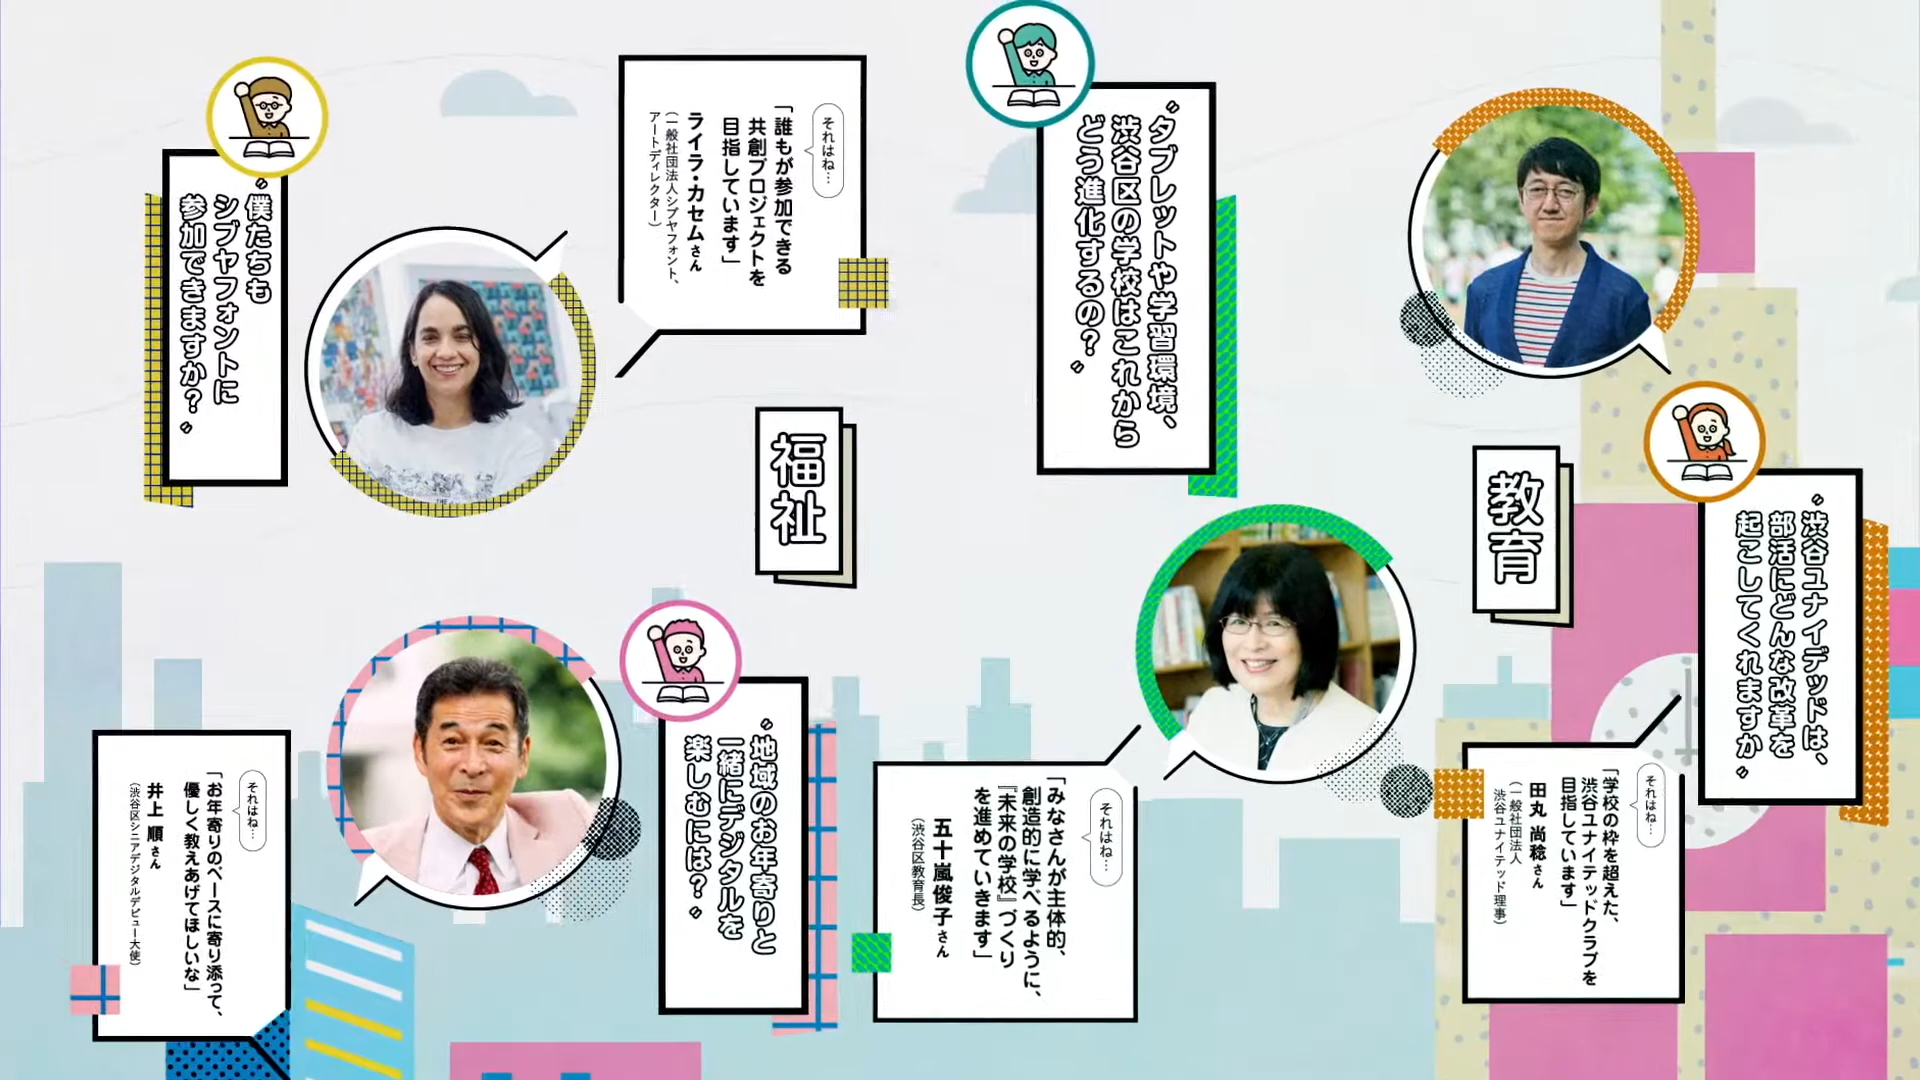 〝僕たちも
シブヤフォントに
参加できますか?〟
それはね…
「誰もが参加できる
共創プロジェクトを
目指しています」
ライラ・カセムさん
(一般社団法人シブヤフォント、
アートディレクター)
福祉
〝地域のお年寄りと
一緒にデジタルを
楽しむには?〟
それはね…
「お年寄りのペースに寄り添って、
優しく教えあげてほしいな」
井上 順さん
(渋谷区シニアデジタルデビュー大使)
〝タブレットや学習環境、
渋谷区の学校はこれから
どう進化するの?〟
それはね…
「みなさんが主体的、
創造的に学べるように、
『未来の学校』づくり
を進めていきます」
五十嵐俊子さん
(渋谷区教育長)
教育
〝渋谷ユナイデッドは、
部活にどんな改革を
起こしてくれますか〟
それはね…
「学校の枠を超えた、
渋谷ユナイテッドクラブを
目指しています」
田丸 尚稔さん
(一般社団法人
渋谷ユナイテッド理事)